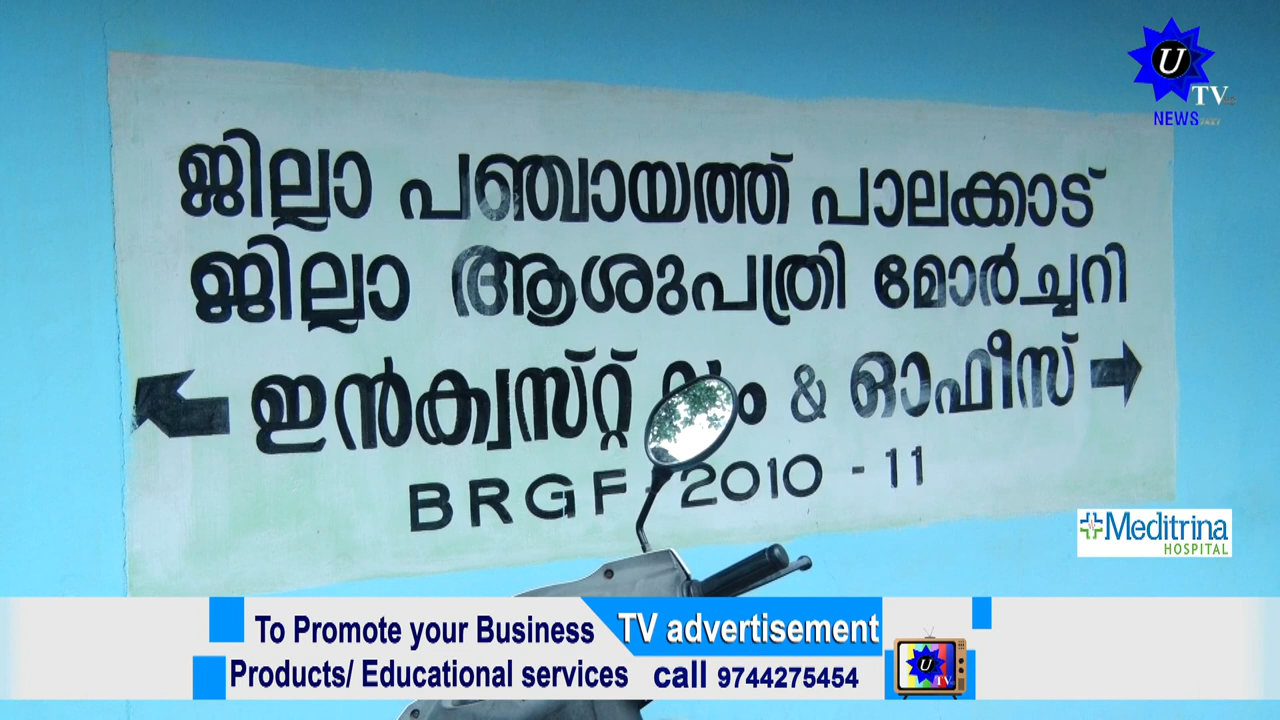 U
TV
NEWS
ജില്ലാ പഞ്ചായത്ത് പാലക്കാട്
ജില്ലാ ആശുപത്രി മോർച്ചറി
ഇൻക്വസ്റ്റ് & ഓഫീസ്
BRGF - 2010 - 11
Meditrina
HOSPITAL
To Promote your Business
TV advertisement
Products/ Educational services
call 9744275454
U
TV